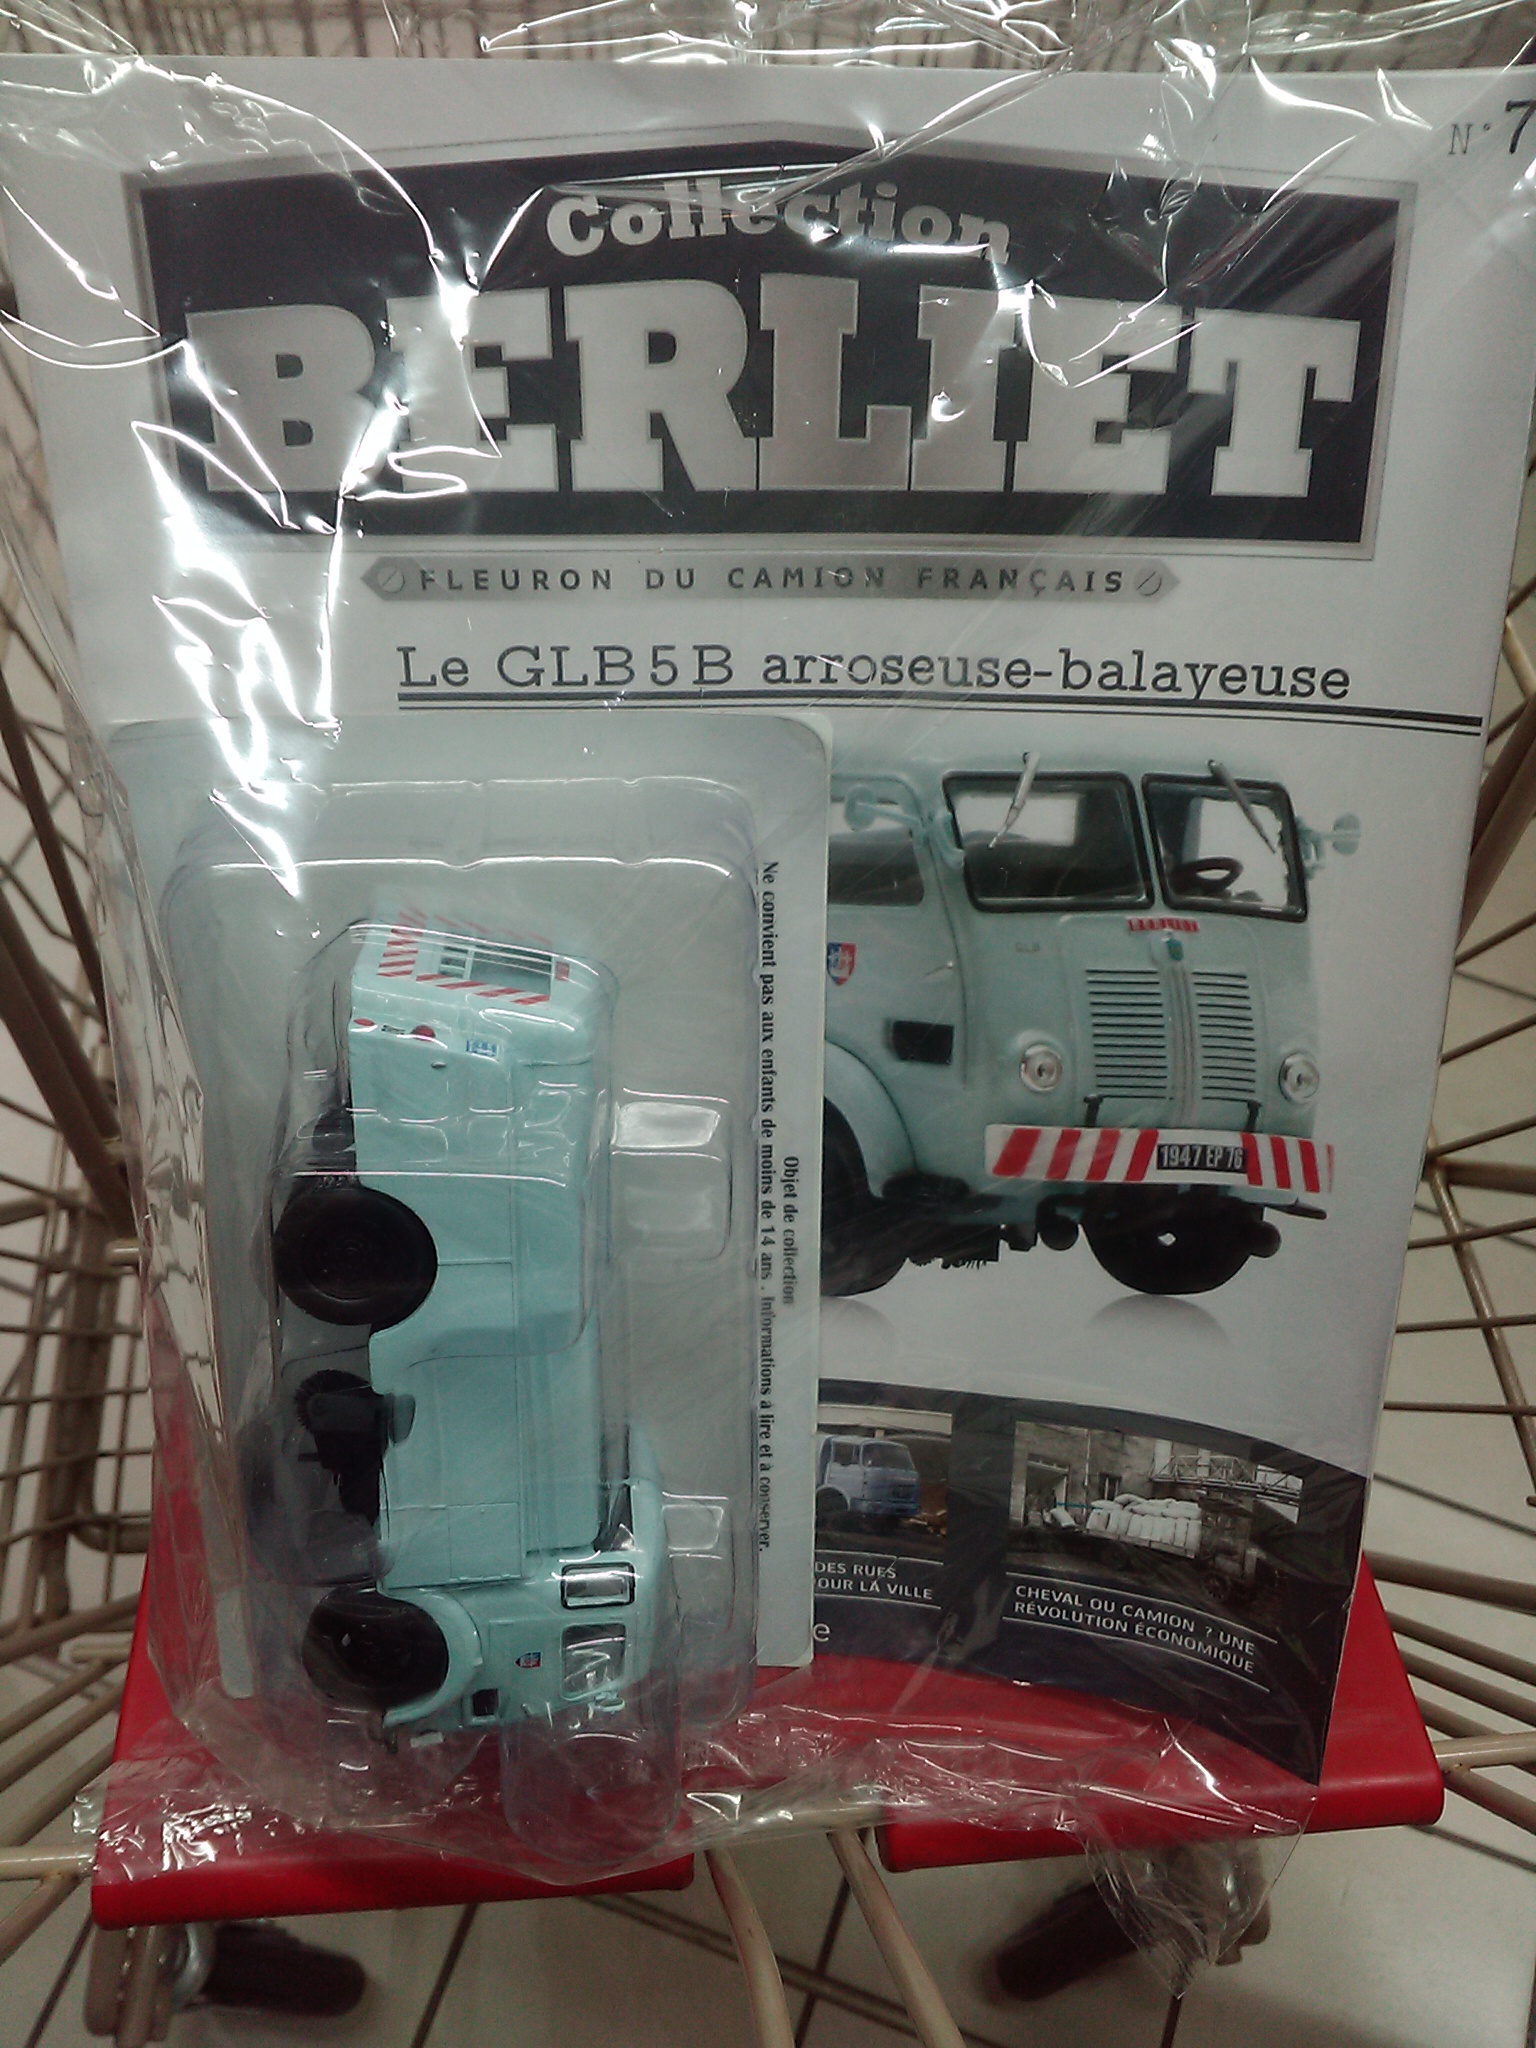 N° 7
Collection
BERLIET
FLEURON DU CAMION FRANÇAIS
Le GLB5B arroseuse-balayeuse
Objet de collection
Ne convient pas aux enfants de moins de 14 ans. Informations à lire et à conserver.
GLB
1947 EP 76
DES RUES
POUR LA VILLE
CHEVAL OU CAMION ? UNE
RÉVOLUTION ÉCONOMIQUE
e